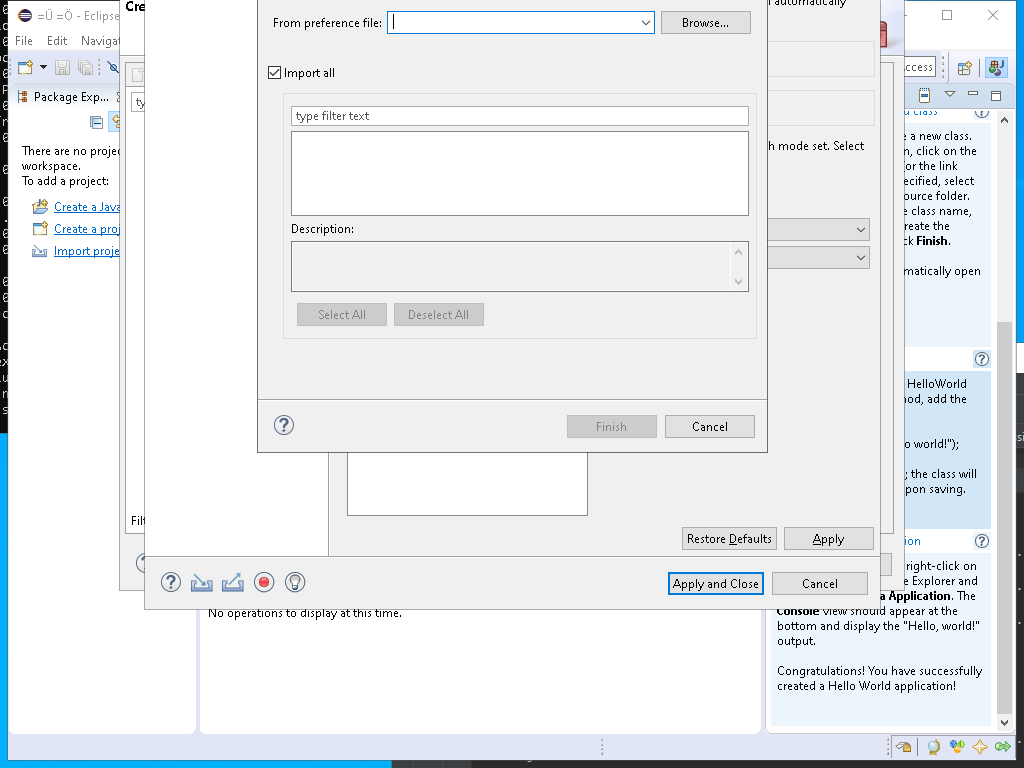 =Ü =Ö - Eclipse
File Edit Navigat
Cre
automatically
From preference file:
Browse...
Import all
type filter text
Description:
Select All
Deselect All
Finish
Cancel
ccess
Package Exp...
ty
There are no proje
workspace.
To add a project:
Create a Java
Create a proj
Import proje
h mode set. Select
Filt
Restore Defaults
Apply
Apply and Close
Cancel
No operations to display at this time.
u class
e a new class.
n, click on the
or the link
ecified, select
ource folder.
e class name,
reate the
ck Finish.
matically open
HelloWorld
hod, add the
o world!");
; the class will
pon saving.
ion
right-click on
e Explorer and
a Application. The
Console view should appear at the
bottom and display the "Hello, world!"
output.
Congratulations! You have successfully
created a Hello World application!